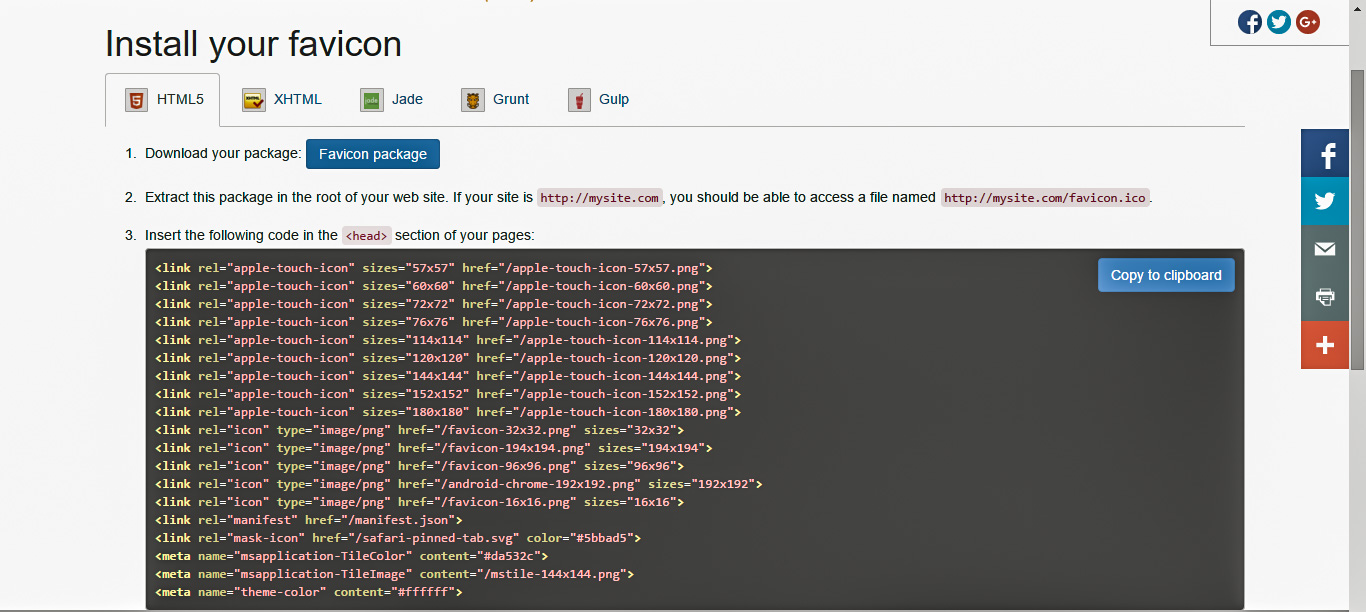 Install your favicon
HTML5 XHTML Jade Grunt Gulp
1. Download your package: Favicon package
2. Extract this package in the root of your web site. If your site is http://mysite.com, you should be able to access a file named http://mysite.com/favicon.ico.
3. Insert the following code in the <head> section of your pages:
Copy to clipboard
<link rel="apple-touch-icon" sizes="57x57" href="/apple-touch-icon-57x57.png">
<link rel="apple-touch-icon" sizes="60x60" href="/apple-touch-icon-60x60.png">
<link rel="apple-touch-icon" sizes="72x72" href="/apple-touch-icon-72x72.png">
<link rel="apple-touch-icon" sizes="76x76" href="/apple-touch-icon-76x76.png">
<link rel="apple-touch-icon" sizes="114x114" href="/apple-touch-icon-114x114.png">
<link rel="apple-touch-icon" sizes="120x120" href="/apple-touch-icon-120x120.png">
<link rel="apple-touch-icon" sizes="144x144" href="/apple-touch-icon-144x144.png">
<link rel="apple-touch-icon" sizes="152x152" href="/apple-touch-icon-152x152.png">
<link rel="apple-touch-icon" sizes="180x180" href="/apple-touch-icon-180x180.png">
<link rel="icon" type="image/png" href="/favicon-32x32.png" sizes="32x32">
<link rel="icon" type="image/png" href="/favicon-194x194.png" sizes="194x194">
<link rel="icon" type="image/png" href="/favicon-96x96.png" sizes="96x96">
<link rel="icon" type="image/png" href="/android-chrome-192x192.png" sizes="192x192">
<link rel="icon" type="image/png" href="/favicon-16x16.png" sizes="16x16">
<link rel="manifest" href="/manifest.json">
<link rel="mask-icon" href="/safari-pinned-tab.svg" color="#5bbad5">
<meta name="msapplication-TileColor" content="#da532c">
<meta name="msapplication-TileImage" content="/mstile-144x144.png">
<meta name="theme-color" content="#ffffff">